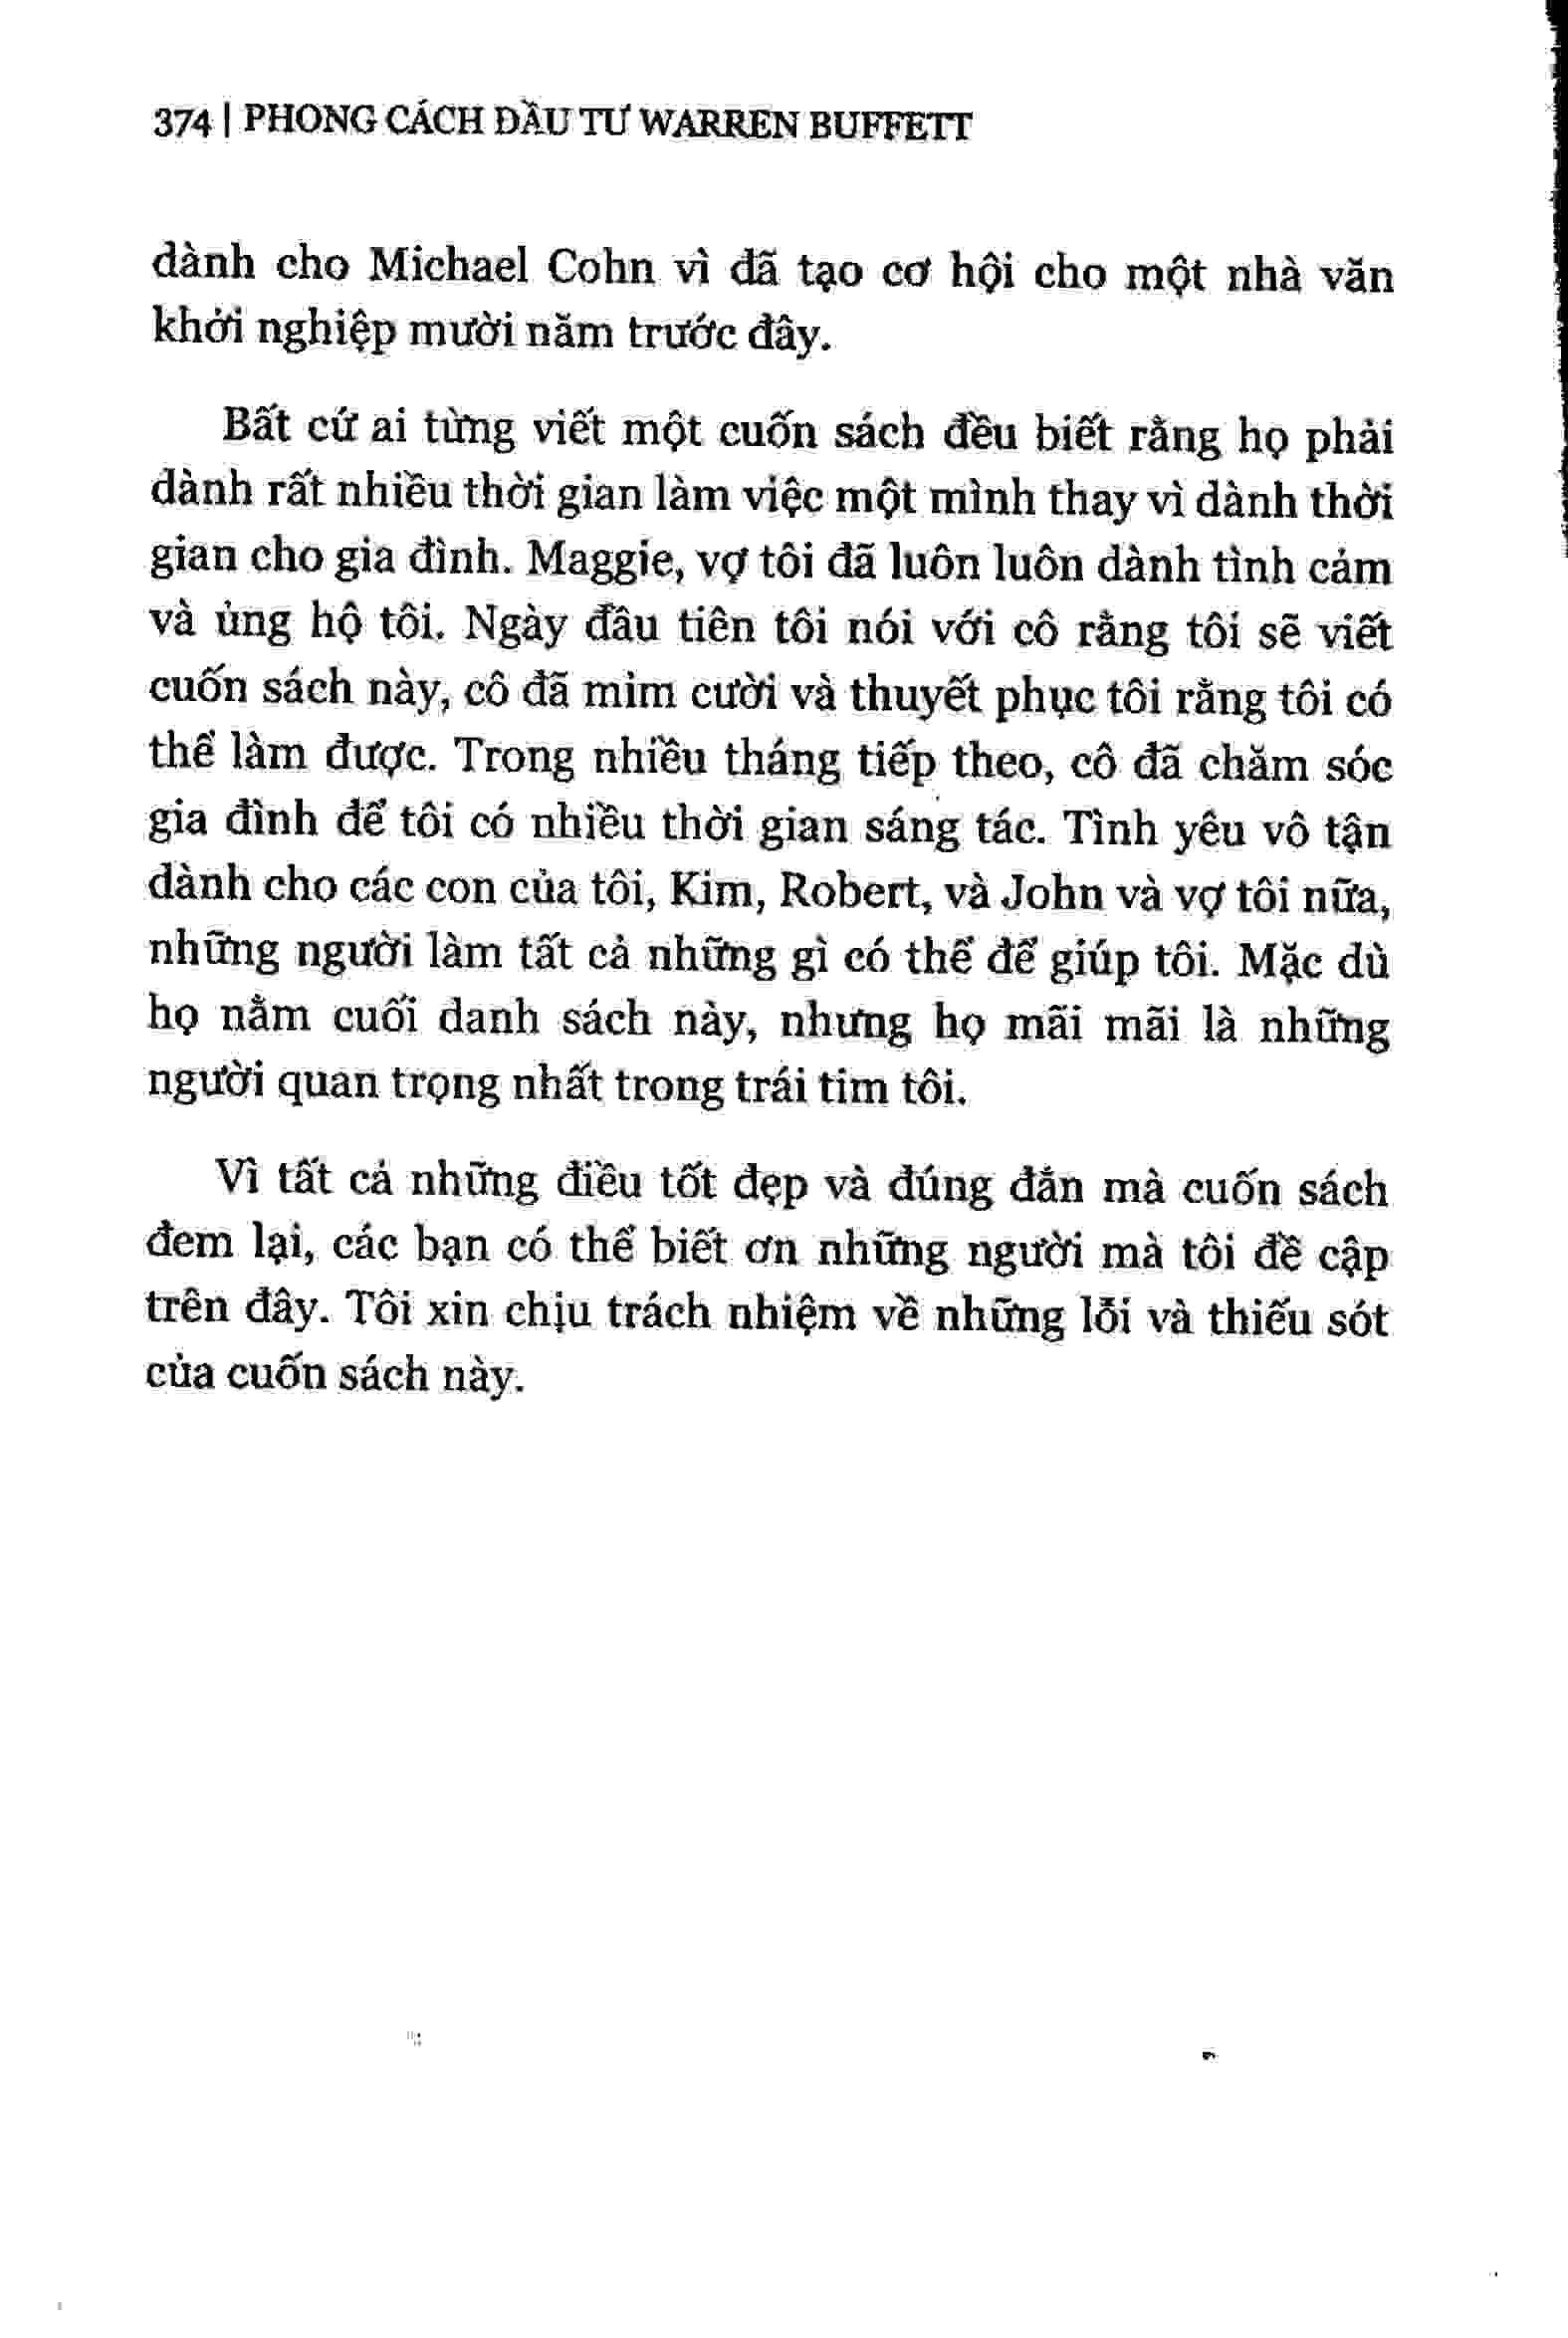 374 | PHONG CÁCH ĐẦU TƯ WARREN BUFFETT
dành cho Michael Cohn vì đã tạo cơ hội cho một nhà văn
khởi nghiệp mười năm trước đây.
Bất cứ ai từng viết một cuốn sách đều biết rằng họ phải
dành rất nhiều thời gian làm việc một mình thay vì dành thời
gian cho gia đình. Maggie, vợ tôi đã luôn luôn dành tình cảm
và ủng hộ tôi. Ngày đầu tiên tôi nói với cô rằng tôi sẽ viết
cuốn sách này, cô đã mỉm cười và thuyết phục tôi rằng tôi có
thể làm được. Trong nhiều tháng tiếp theo, cô đã chăm sóc
gia đình để tôi có nhiều thời gian sáng tác. Tình yêu vô tận
dành cho các con của tôi, Kim, Robert, và John và vợ tôi nữa,
những người làm tất cả những gì có thể để giúp tôi. Mặc dù
họ nằm cuối danh sách này, nhưng họ mãi mãi là những
người quan trọng nhất trong trái tim tôi.
Vì tất cả những điều tốt đẹp và đúng đắn mà cuốn sách
đem lại, các bạn có thể biết ơn những người mà tôi đề cập
trên đây. Tôi xin chịu trách nhiệm về những lỗi và thiếu sót
của cuốn sách này.